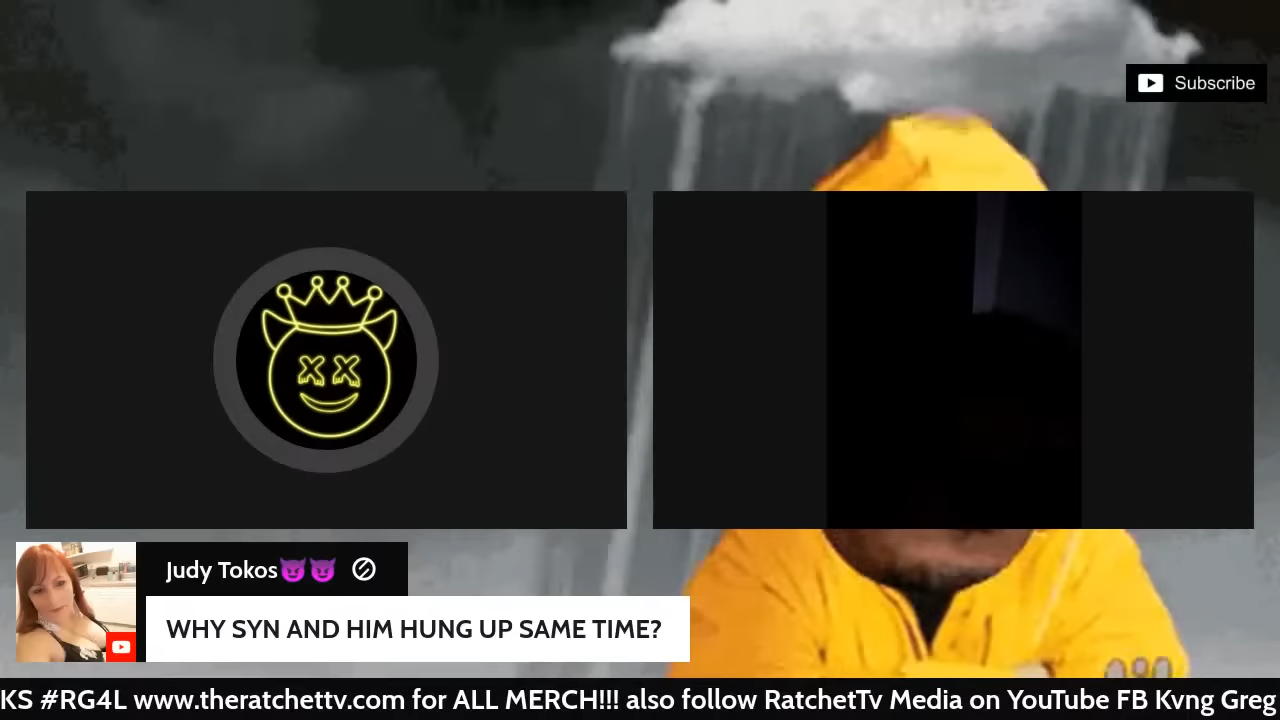 Subscribe
Judy Tokos😈😈
WHY SYN AND HIM HUNG UP SAME TIME?
KS #RG4L www.theratchettv.com for ALL MERCH!!! also follow RatchetTv Media on YouTube FB Kvng Greg